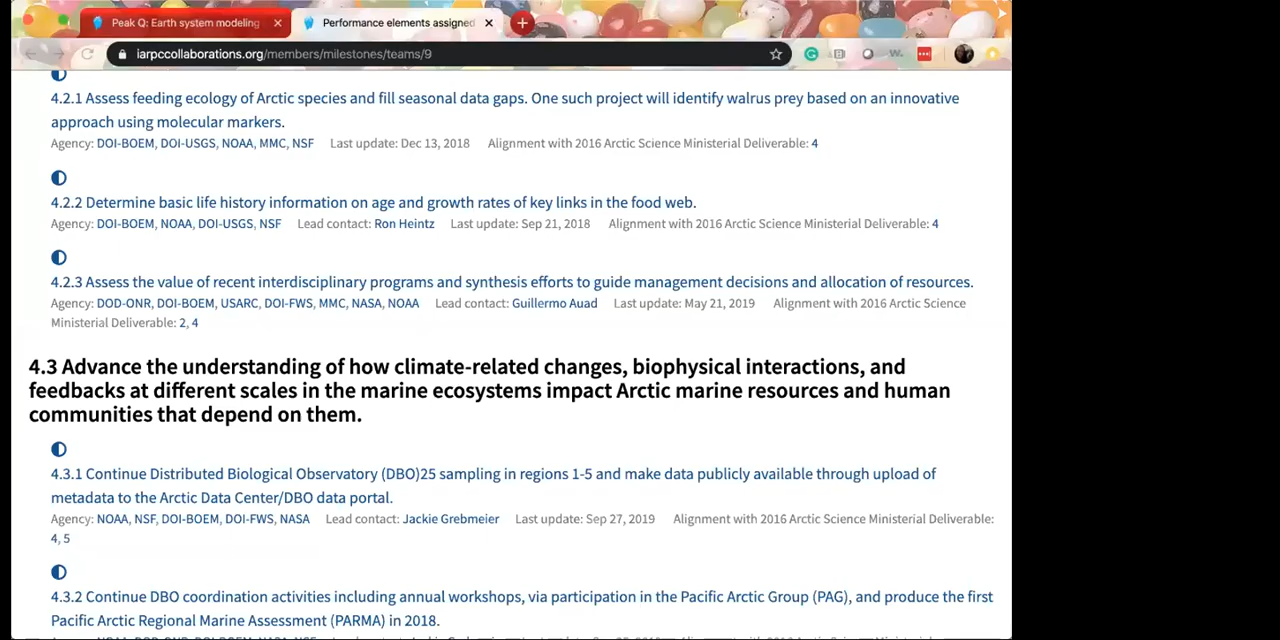 Peak Q: Earth system modeling
Performance elements assigned
iarpccollaborations.org/members/milestones/teams/9
4.2.1 Assess feeding ecology of Arctic species and fill seasonal data gaps. One such project will identify walrus prey based on an innovative
approach using molecular markers.
Agency: DOI-BOEM, DOI-USGS, NOAA, MMC, NSF Last update: Dec 13, 2018 Alignment with 2016 Arctic Science Ministerial Deliverable: 4
4.2.2 Determine basic life history information on age and growth rates of key links in the food web.
Agency: DOI-BOEM, NOAA, DOI-USGS, NSF Lead contact: Ron Heintz Last update: Sep 21, 2018 Alignment with 2016 Arctic Science Ministerial Deliverable: 4
4.2.3 Assess the value of recent interdisciplinary programs and synthesis efforts to guide management decisions and allocation of resources.
Agency: DOD-ONR, DOI-BOEM, USARC, DOI-FWS, MMC, NASA, NOAA Lead contact: Guillermo Auad Last update: May 21, 2019 Alignment with 2016 Arctic Science
Ministerial Deliverable: 2, 4
4.3 Advance the understanding of how climate-related changes, biophysical interactions, and
feedbacks at different scales in the marine ecosystems impact Arctic marine resources and human
communities that depend on them.
4.3.1 Continue Distributed Biological Observatory (DBO)25 sampling in regions 1-5 and make data publicly available through upload of
metadata to the Arctic Data Center/DBO data portal.
Agency: NOAA, NSF, DOI-BOEM, DOI-FWS, NASA Lead contact: Jackie Grebmeier Last update: Sep 27, 2019 Alignment with 2016 Arctic Science Ministerial Deliverable:
4, 5
4.3.2 Continue DBO coordination activities including annual workshops, via participation in the Pacific Arctic Group (PAG), and produce the first
Pacific Arctic Regional Marine Assessment (PARMA) in 2018.